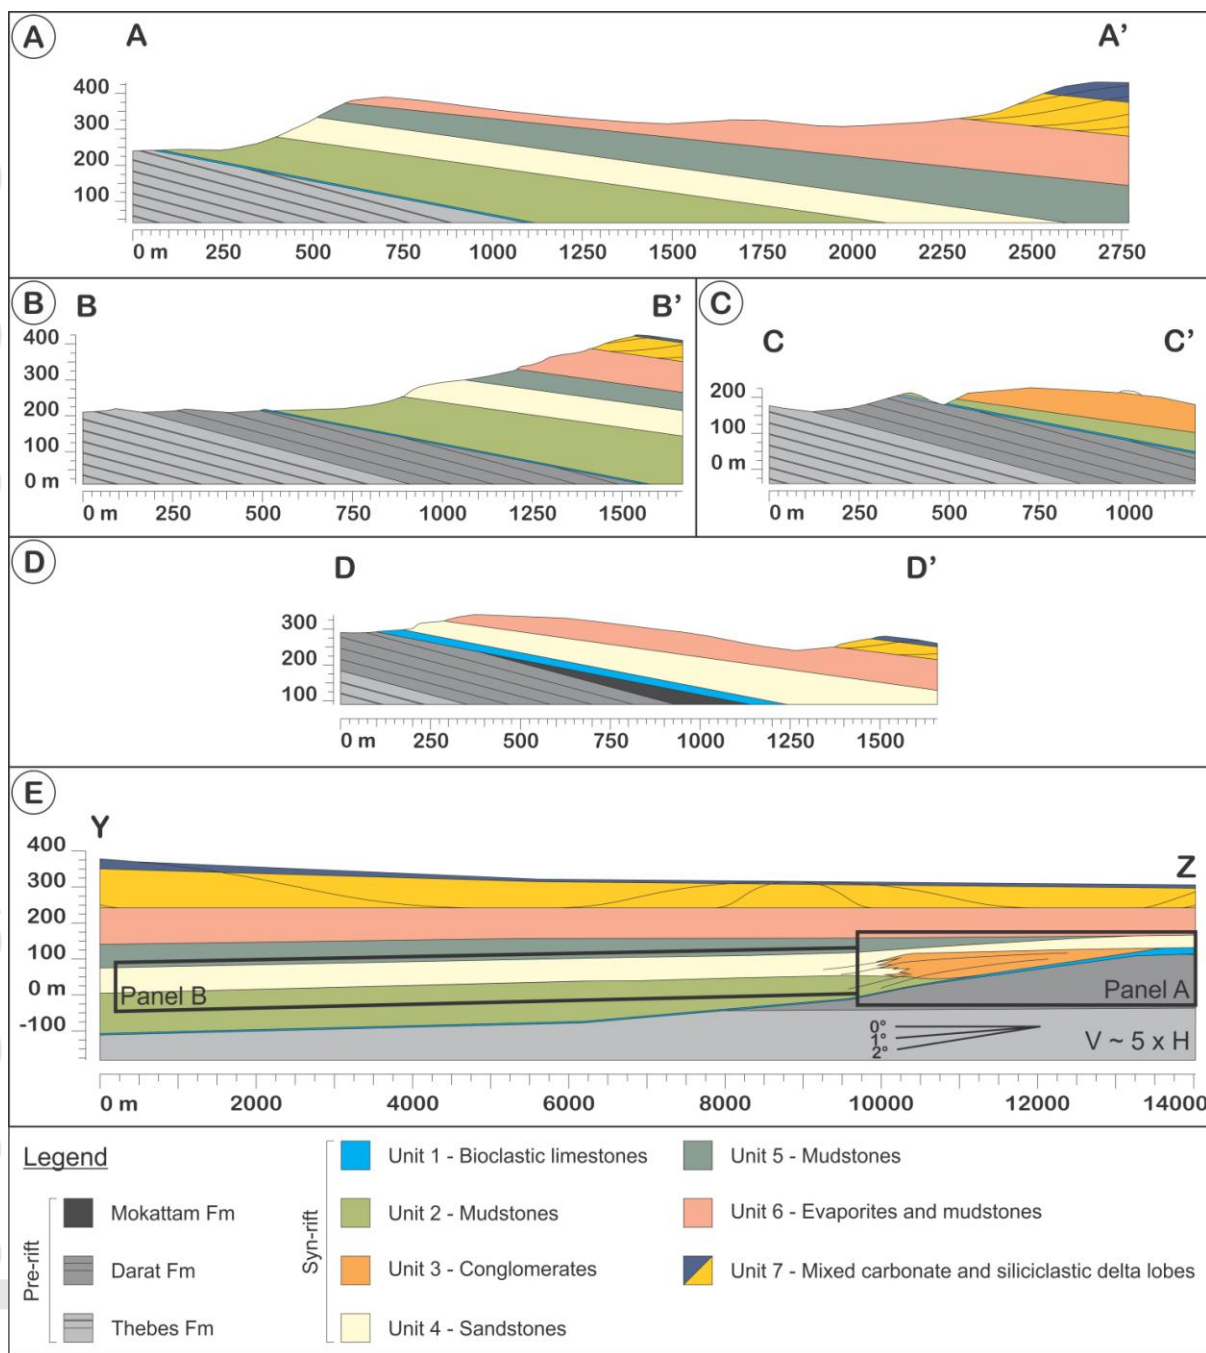 A A A'
400
300
200
100
0 m 250 500 750 1000 1250 1500 1750 2000 2250 2500 2750
B B B'
400
300
200
100
0 m
0 m 250 500 750 1000 1250 1500
C C C'
200
100
0 m
0 m 250 500 1000
D D D'
300
200
100
0 m 250 500 750 1000 1250 1500
E
Y Z
400
300
200
100
0 m
-100
Panel B
Panel A
0°
1°
2°
V ~ 5 x H
0 m 2000 4000 6000 8000 10000 12000 14000
Legend
Pre-rift
Mokattam Fm
Darat Fm
Thebes Fm
Syn-rift
Unit 1 - Bioclastic limestones
Unit 2 - Mudstones
Unit 3 - Conglomerates
Unit 4 - Sandstones
Unit 5 - Mudstones
Unit 6 - Evaporites and mudstones
Unit 7 - Mixed carbonate and siliciclastic delta lobes